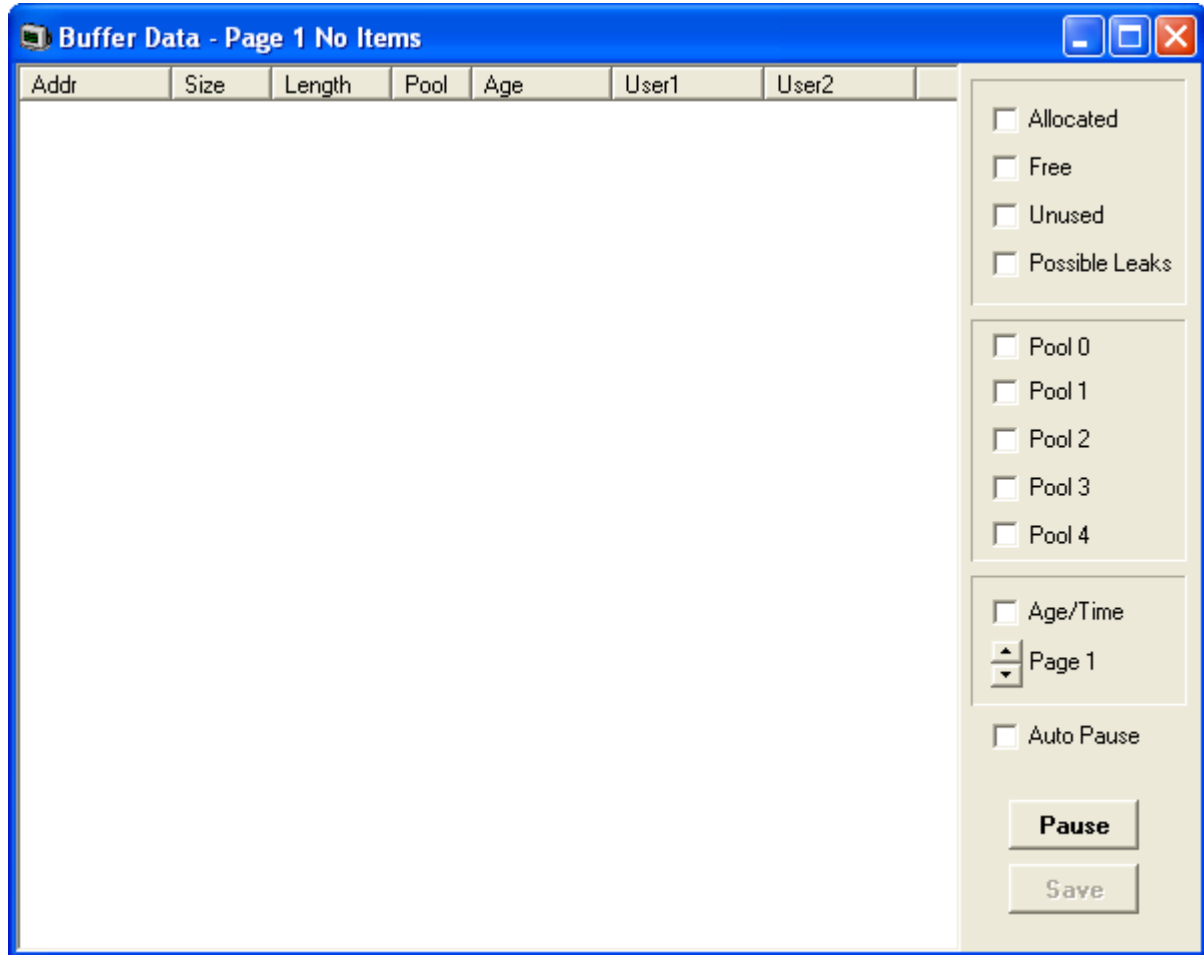 Buffer Data - Page 1 No Items
Addr Size Length Pool Age User1 User2
Allocated
Free
Unused
Possible Leaks
Pool 0
Pool 1
Pool 2
Pool 3
Pool 4
Age/Time
Page 1
Auto Pause
Pause
Save